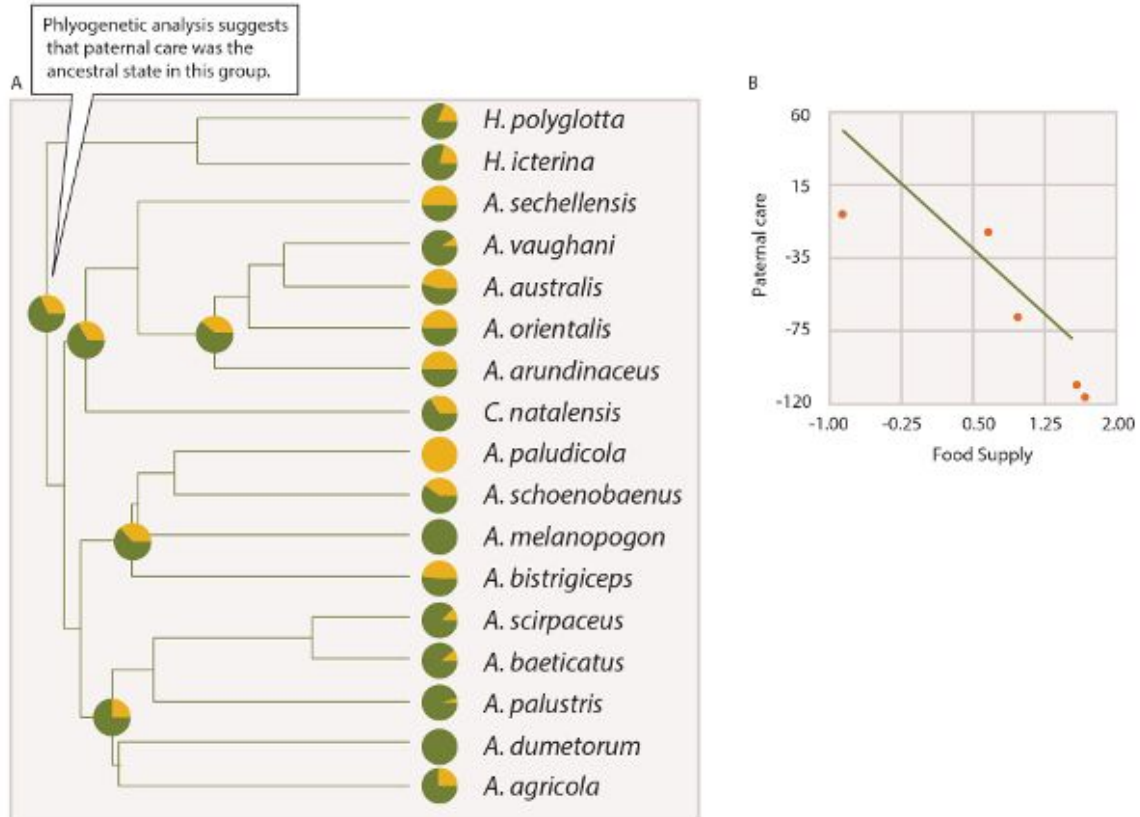 Phlyogenetic analysis suggests
that paternal care was the
ancestral state in this group.
A
H. polyglotta
H. icterina
A. sechellensis
A. vaughani
A. australis
A. orientalis
A. arundinaceus
C. natalensis
A. paludicola
A. schoenobaenus
A. melanopogon
A. bistrigiceps
A. scirpaceus
A. baeticatus
A. palustris
A. dumetorum
A. agricola
B
Paternal care
60
15
-35
-75
-120
-1.00 -0.25 0.50 1.25 2.00
Food Supply